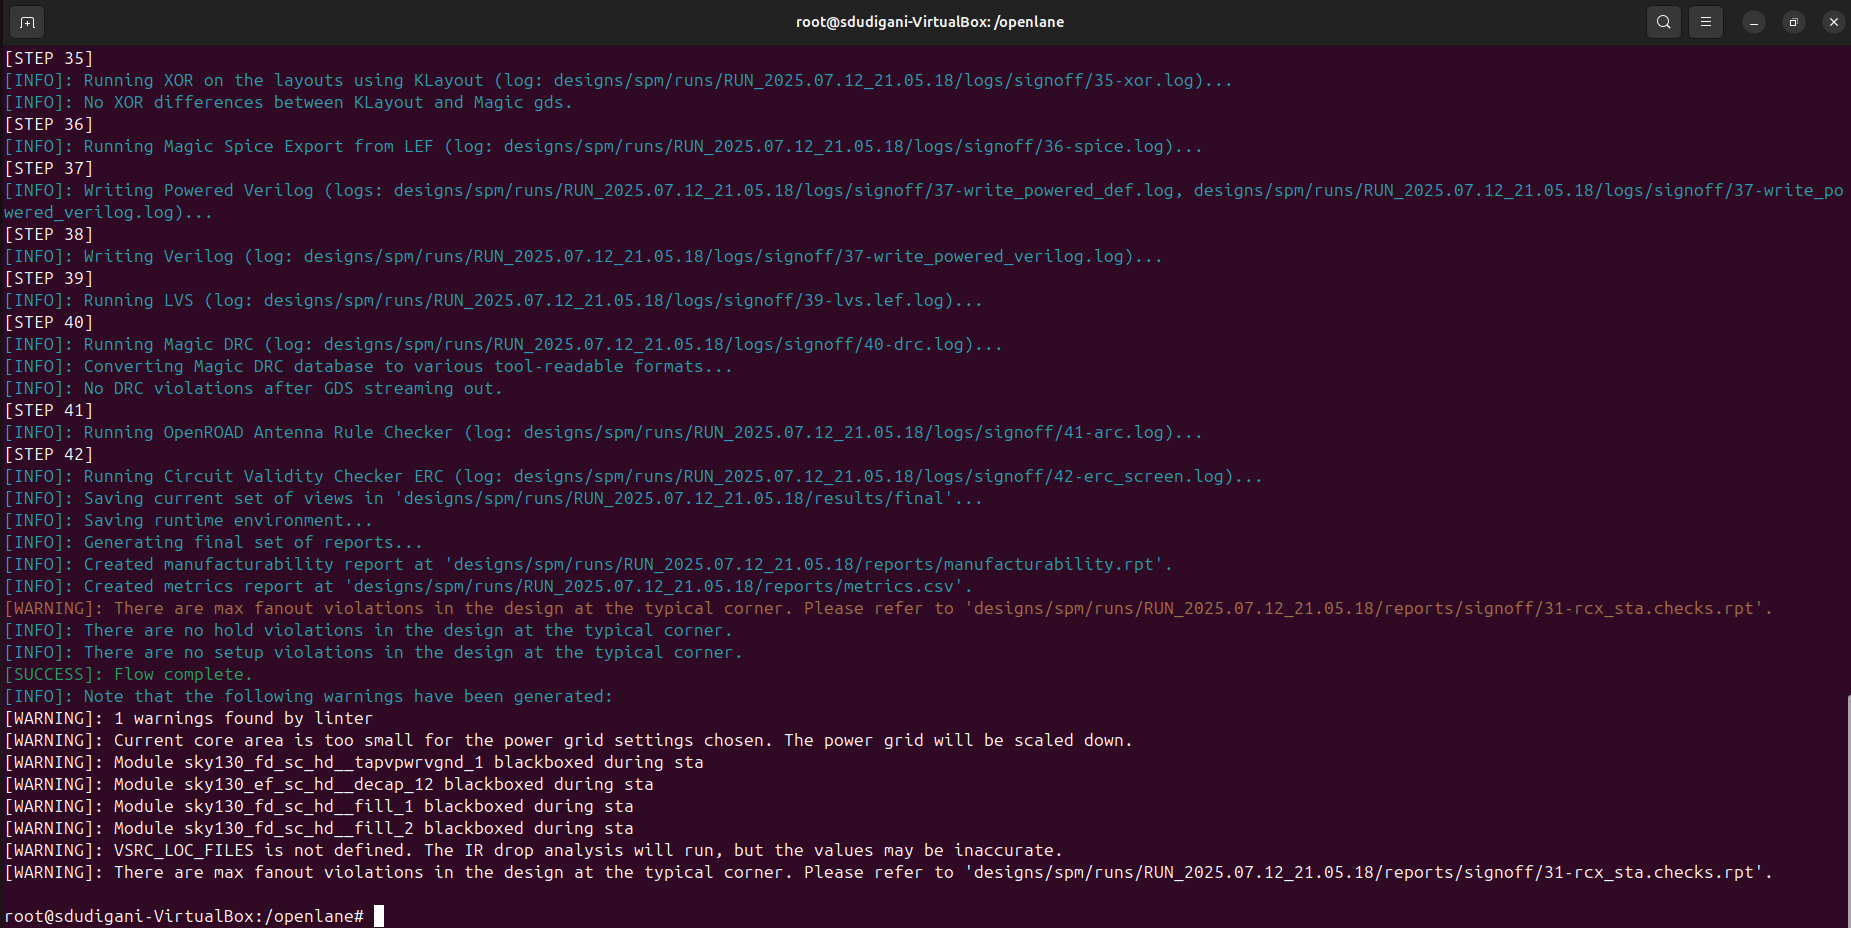 root@sdudigani-VirtualBox: /openlane
[STEP 35]
[INFO]: Running XOR on the layouts using KLayout (log: designs/spm/runs/RUN_2025.07.12_21.05.18/logs/signoff/35-xor.log)...
[INFO]: No XOR differences between KLayout and Magic gds.
[STEP 36]
[INFO]: Running Magic Spice Export from LEF (log: designs/spm/runs/RUN_2025.07.12_21.05.18/logs/signoff/36-spice.log)...
[STEP 37]
[INFO]: Writing Powered Verilog (logs: designs/spm/runs/RUN_2025.07.12_21.05.18/logs/signoff/37-write_powered_def.log, designs/spm/runs/RUN_2025.07.12_21.05.18/logs/signoff/37-write_po
wered_verilog.log)...
[STEP 38]
[INFO]: Writing Verilog (log: designs/spm/runs/RUN_2025.07.12_21.05.18/logs/signoff/37-write_powered_verilog.log)...
[STEP 39]
[INFO]: Running LVS (log: designs/spm/runs/RUN_2025.07.12_21.05.18/logs/signoff/39-lvs.lef.log)...
[STEP 40]
[INFO]: Running Magic DRC (log: designs/spm/runs/RUN_2025.07.12_21.05.18/logs/signoff/40-drc.log)...
[INFO]: Converting Magic DRC database to various tool-readable formats...
[INFO]: No DRC violations after GDS streaming out.
[STEP 41]
[INFO]: Running OpenROAD Antenna Rule Checker (log: designs/spm/runs/RUN_2025.07.12_21.05.18/logs/signoff/41-arc.log)...
[STEP 42]
[INFO]: Running Circuit Validity Checker ERC (log: designs/spm/runs/RUN_2025.07.12_21.05.18/logs/signoff/42-erc_screen.log)...
[INFO]: Saving current set of views in 'designs/spm/runs/RUN_2025.07.12_21.05.18/results/final'...
[INFO]: Saving runtime environment...
[INFO]: Generating final set of reports...
[INFO]: Created manufacturability report at 'designs/spm/runs/RUN_2025.07.12_21.05.18/reports/manufacturability.rpt'.
[INFO]: Created metrics report at 'designs/spm/runs/RUN_2025.07.12_21.05.18/reports/metrics.csv'.
[WARNING]: There are max fanout violations in the design at the typical corner. Please refer to 'designs/spm/runs/RUN_2025.07.12_21.05.18/reports/signoff/31-rcx_sta.checks.rpt'.
[INFO]: There are no hold violations in the design at the typical corner.
[INFO]: There are no setup violations in the design at the typical corner.
[SUCCESS]: Flow complete.
[INFO]: Note that the following warnings have been generated:
[WARNING]: 1 warnings found by linter
[WARNING]: Current core area is too small for the power grid settings chosen. The power grid will be scaled down.
[WARNING]: Module sky130_fd_sc_hd__tapvpwrvgnd_1 blackboxed during sta
[WARNING]: Module sky130_ef_sc_hd__decap_12 blackboxed during sta
[WARNING]: Module sky130_fd_sc_hd__fill_1 blackboxed during sta
[WARNING]: Module sky130_fd_sc_hd__fill_2 blackboxed during sta
[WARNING]: VSRC_LOC_FILES is not defined. The IR drop analysis will run, but the values may be inaccurate.
[WARNING]: There are max fanout violations in the design at the typical corner. Please refer to 'designs/spm/runs/RUN_2025.07.12_21.05.18/reports/signoff/31-rcx_sta.checks.rpt'.
root@sdudigani-VirtualBox:/openlane#